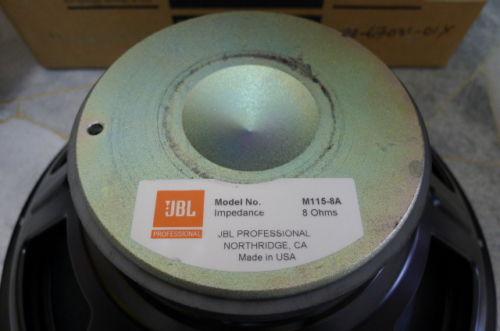 JBL
PROFESSIONAL
Model No. M115-8A
Impedance 8 Ohms
JBL PROFESSIONAL
NORTHRIDGE, CA
Made in USA